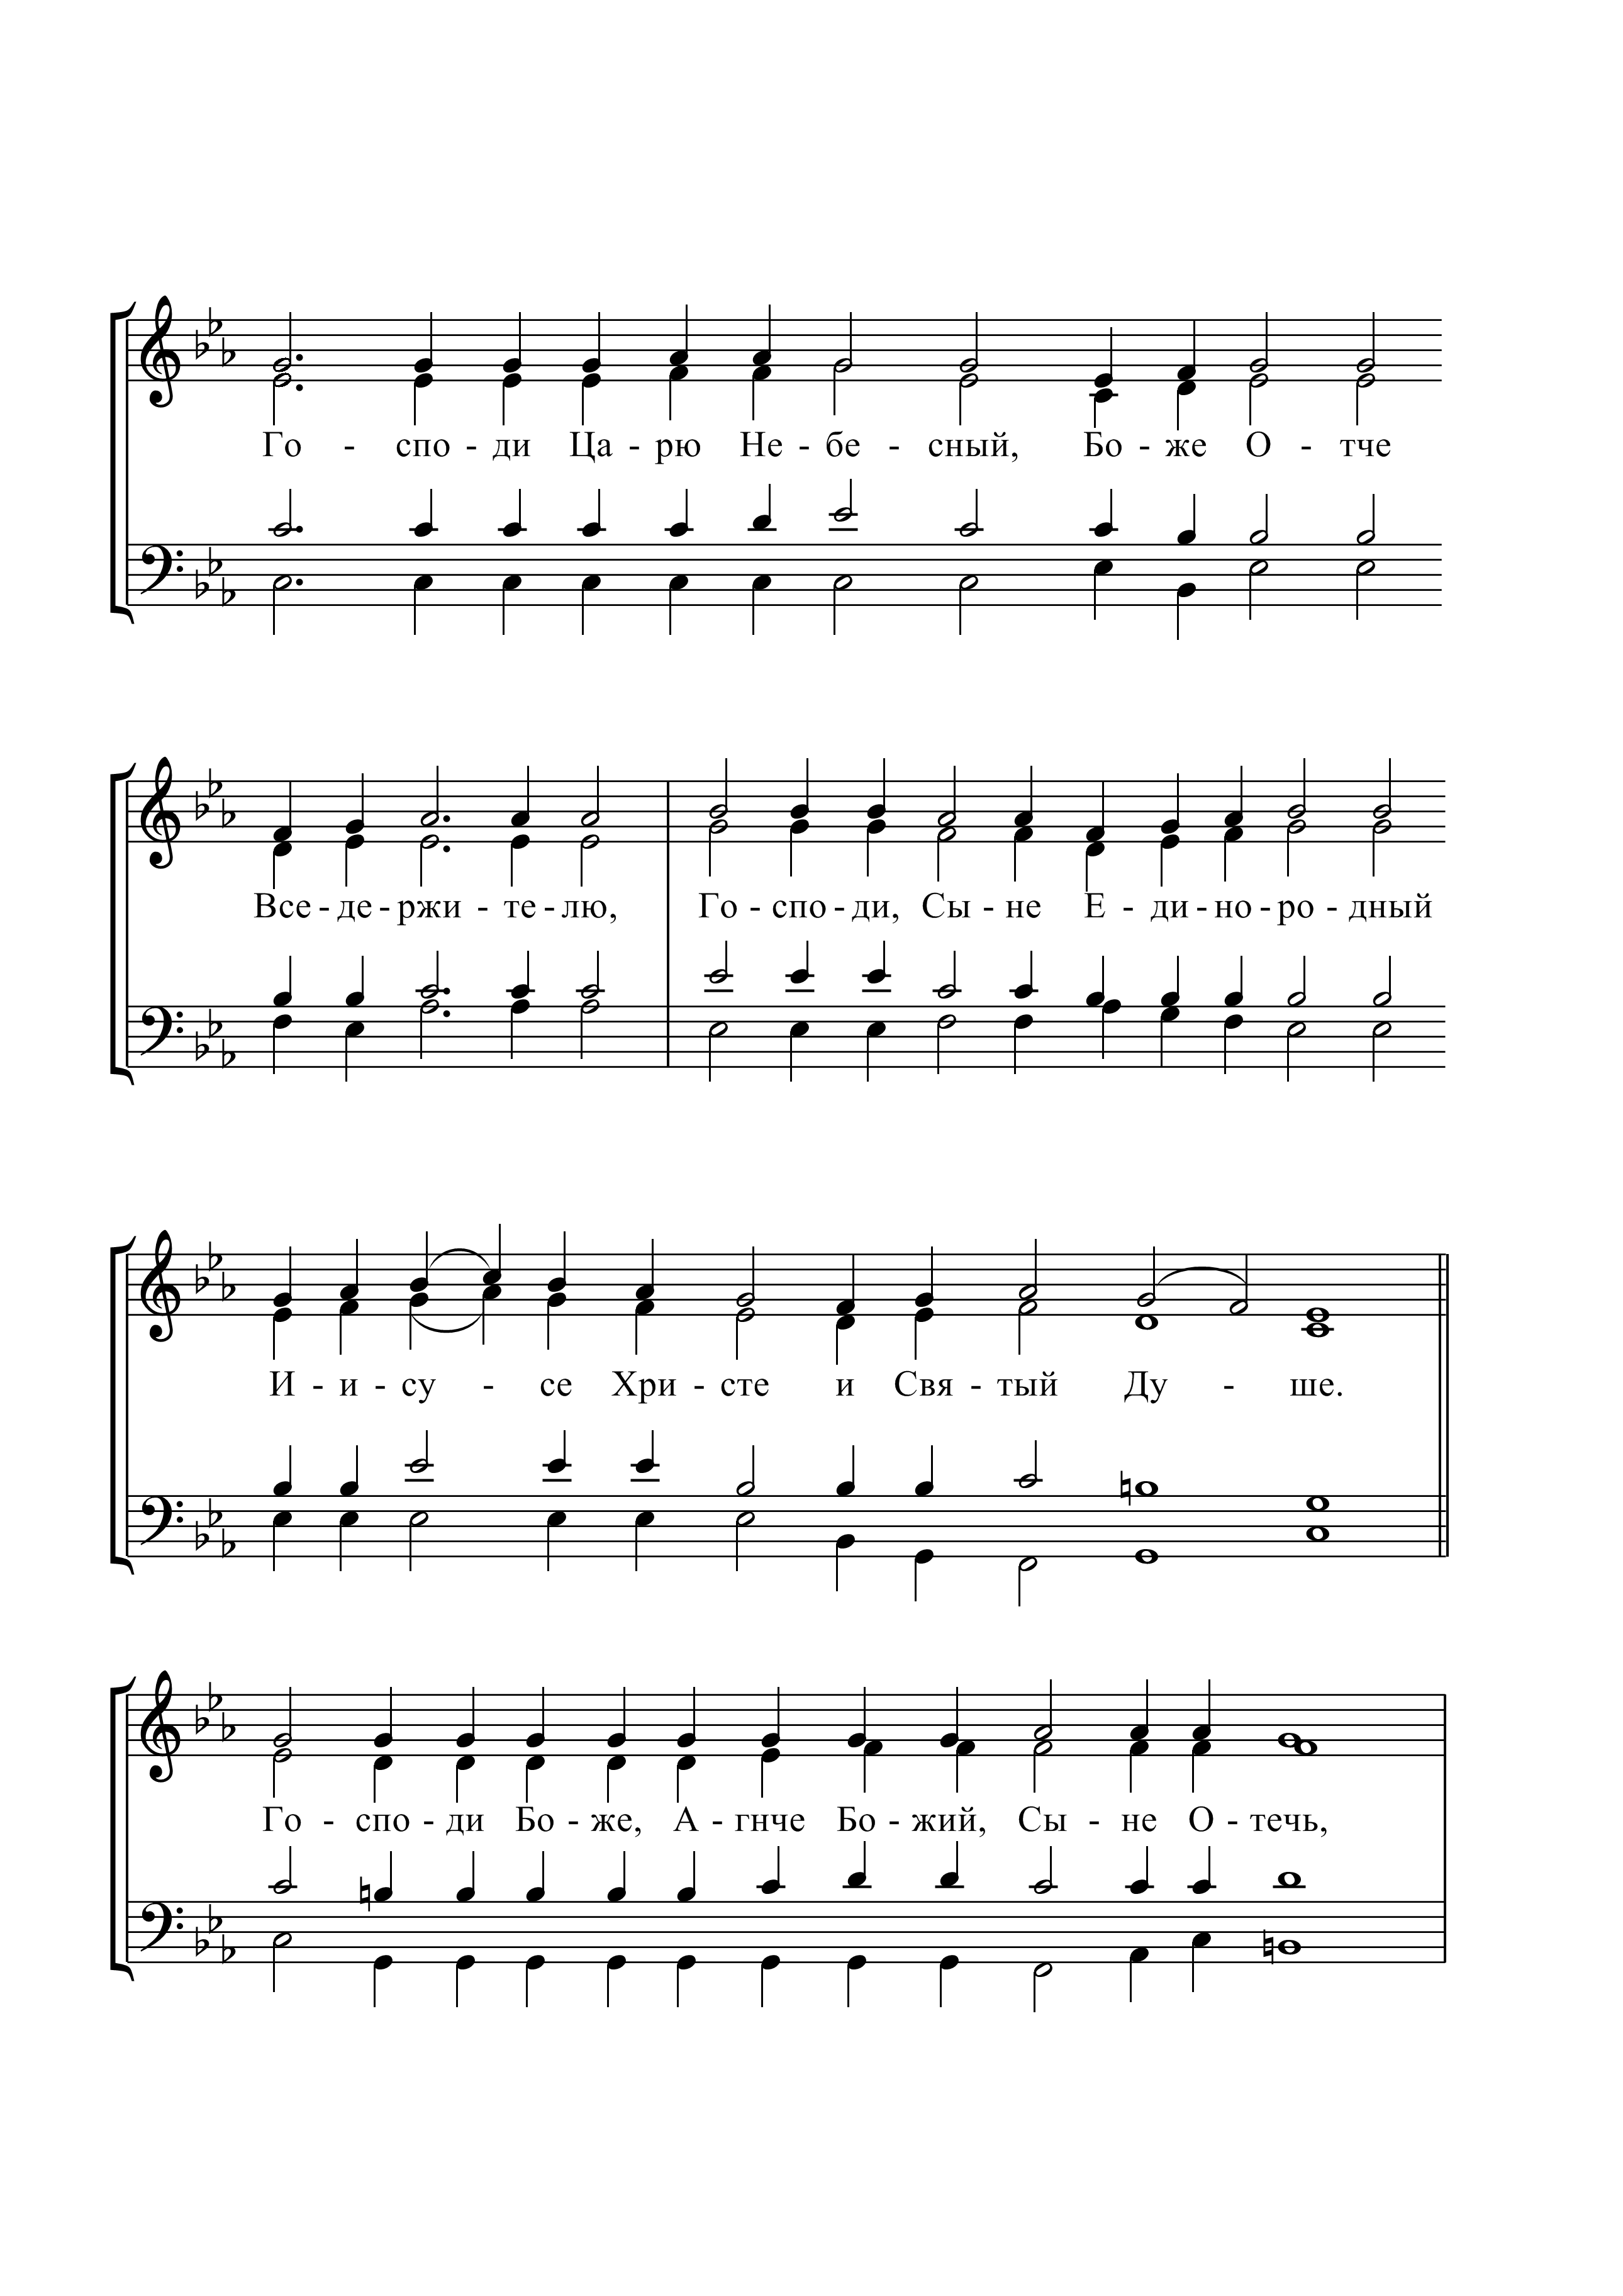 Го - спо - ди Ца - рю Не - бе - сный, Бо - же О - тче
Все - де - ржи - те - лю, Го - спо - ди, Сы - не Е - ди - но - ро - дный
И - и - су - се Хри - сте и Свя - тый Ду - ше.
Го - спо - ди Бо - же, А - гнче Бо - жий, Сы - не О - течь,